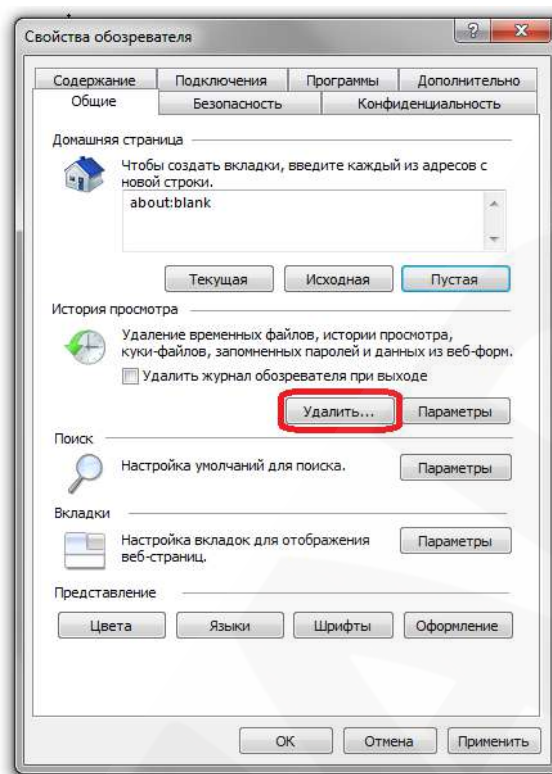 Свойства обозревателя
Содержание Подключения Программы Дополнительно
Общие Безопасность Конфиденциальность
Домашняя страница
Чтобы создать вкладки, введите каждый из адресов с
новой строки.
about:blank
Текущая Исходная Пустая
История просмотра
Удаление временных файлов, истории просмотра,
куки-файлов, запомненных паролей и данных из веб-форм.
Удалить журнал обозревателя при выходе
Удалить... Параметры
Поиск
Настройка умолчаний для поиска. Параметры
Вкладки
Настройка вкладок для отображения
веб-страниц.
Параметры
Представление
Цвета Языки Шрифты Оформление
ОК Отмена Применить